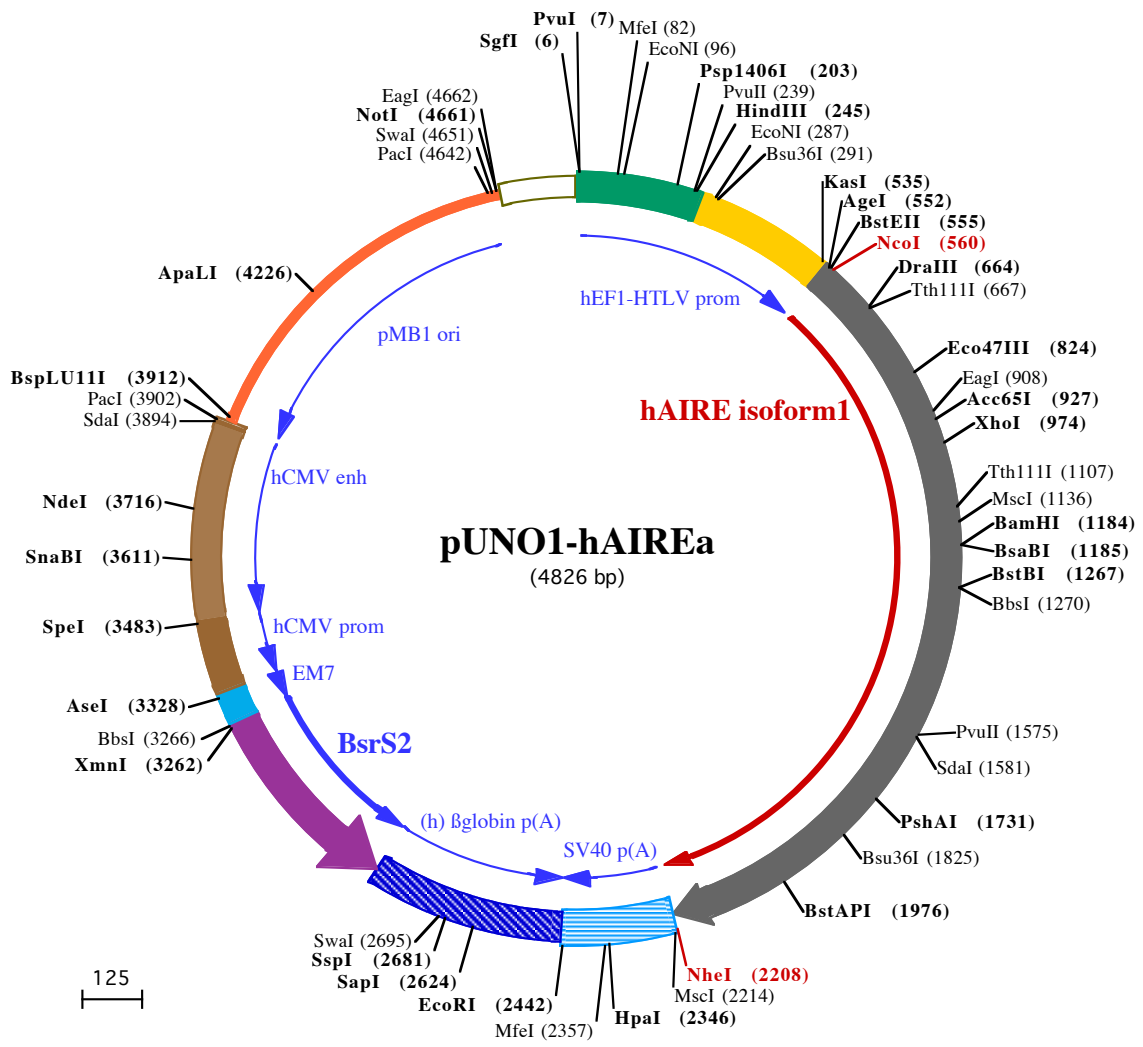 PvuI (7)
SgfI (6)
MfeI (82)
EcoNI (96)
Psp1406I (203)
PvuII (239)
HindIII (245)
EcoNI (287)
Bsu36I (291)
EagI (4662)
NotI (4661)
SwaI (4651)
PacI (4642)
KasI (535)
AgeI (552)
BstEII (555)
NcoI (560)
DraIII (664)
Tth111I (667)
ApaLI (4226)
hEF1-HTLV prom
pMB1 ori
Eco47III (824)
EagI (908)
Acc65I (927)
XhoI (974)
BspLU11I (3912)
PacI (3902)
SdaI (3894)
hAIRE isoform1
hCMV enh
Tth111I (1107)
MscI (1136)
BamHI (1184)
BsaBI (1185)
BstBI (1267)
BbsI (1270)
NdeI (3716)
SnaBI (3611)
SpeI (3483)
pUNO1-hAIREa
(4826 bp)
hCMV prom
EM7
AseI (3328)
BbsI (3266)
XmnI (3262)
BsrS2
PvuII (1575)
SdaI (1581)
PshAI (1731)
Bsu36I (1825)
BstAPI (1976)
(h) ßglobin p(A)
SV40 p(A)
SwaI (2695)
SspI (2681)
SapI (2624)
EcoRI (2442)
MfeI (2357)
HpaI (2346)
MscI (2214)
NheI (2208)
125